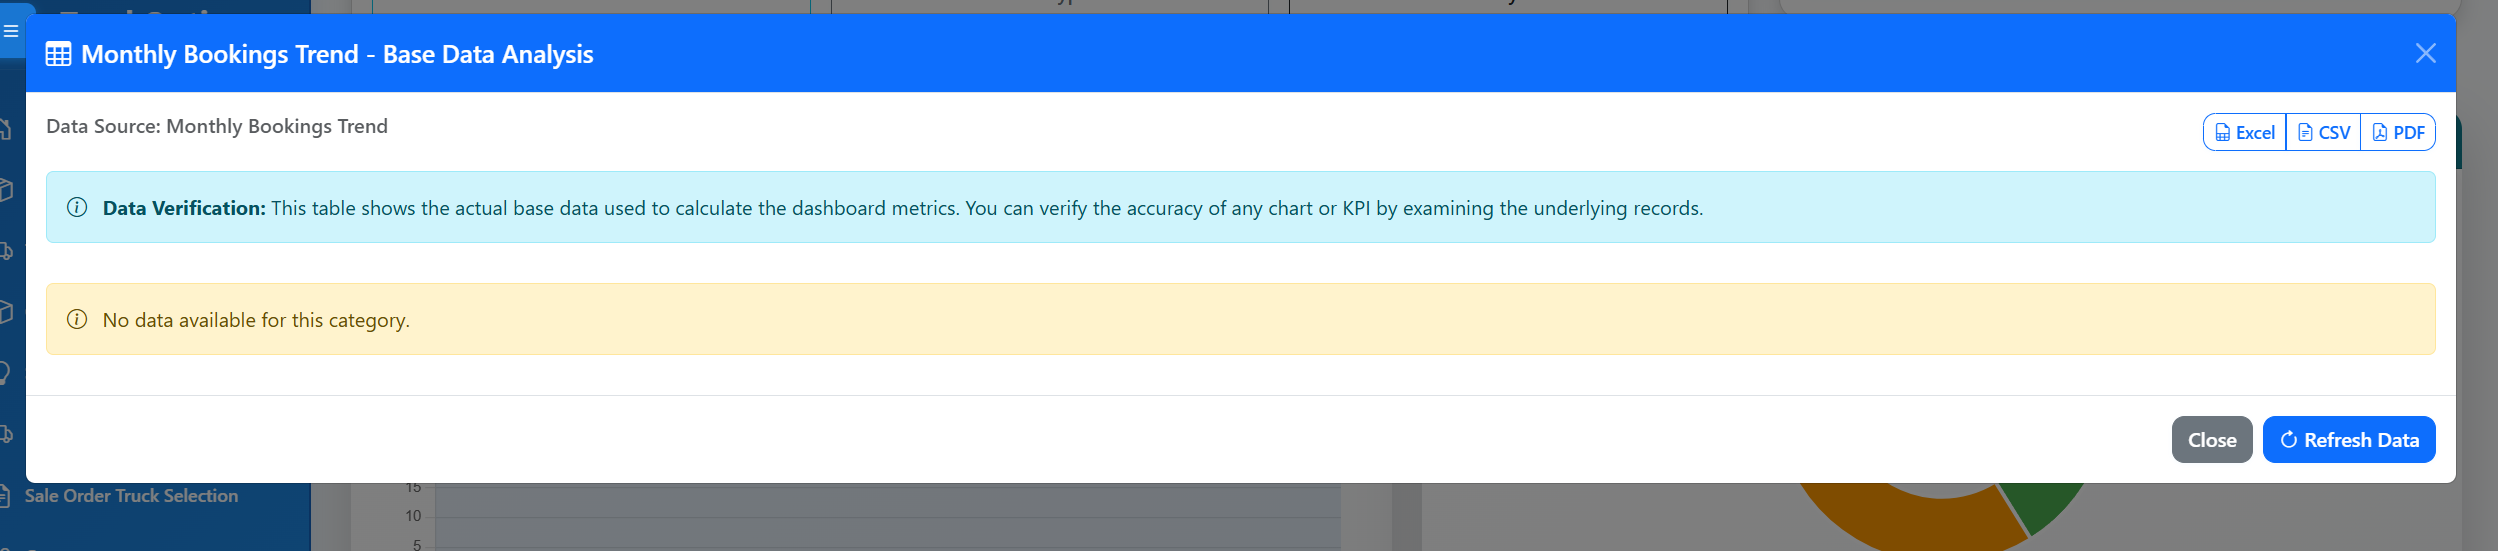 Monthly Bookings Trend - Base Data Analysis
Data Source: Monthly Bookings Trend
Excel
CSV
PDF
Data Verification: This table shows the actual base data used to calculate the dashboard metrics. You can verify the accuracy of any chart or KPI by examining the underlying records.
No data available for this category.
Close
Refresh Data
15
Sale Order Truck Selection
10
5